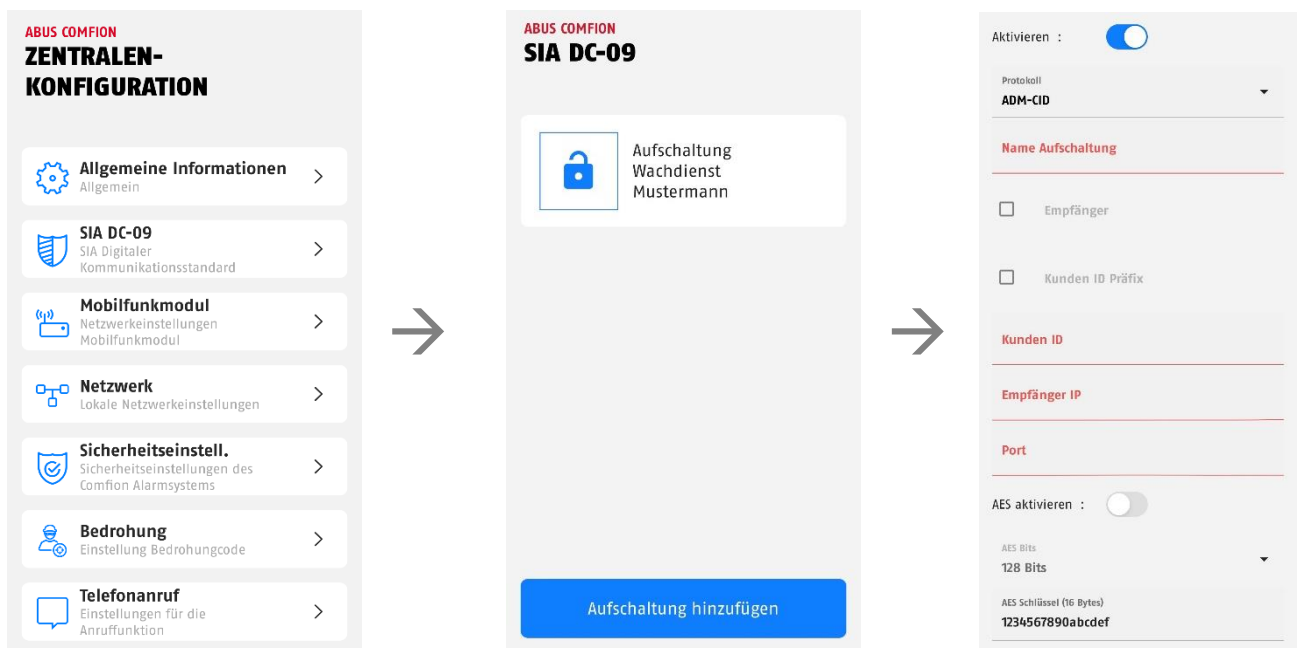 ABUS COMFION
ZENTRALEN-
KONFIGURATION
Allgemeine Informationen
Allgemein
SIA DC-09
SIA Digitaler
Kommunikationsstandard
Mobilfunkmodul
Netzwerkeinstellungen
Mobilfunkmodul
Netzwerk
Lokale Netzwerkeinstellungen
Sicherheitseinstell.
Sicherheitseinstellungen des
Comfion Alarmsystems
Bedrohung
Einstellung Bedrohungcode
Telefonanruf
Einstellungen für die
Anruffunktion
ABUS COMFION
SIA DC-09
Aufschaltung
Wachdienst
Mustermann
Aufschaltung hinzufügen
Aktivieren :
Protokoll
ADM-CID
Name Aufschaltung
Empfänger
Kunden ID Präfix
Kunden ID
Empfänger IP
Port
AES aktivieren :
AES Bits
128 Bits
AES Schlüssel (16 Bytes)
1234567890abcdef